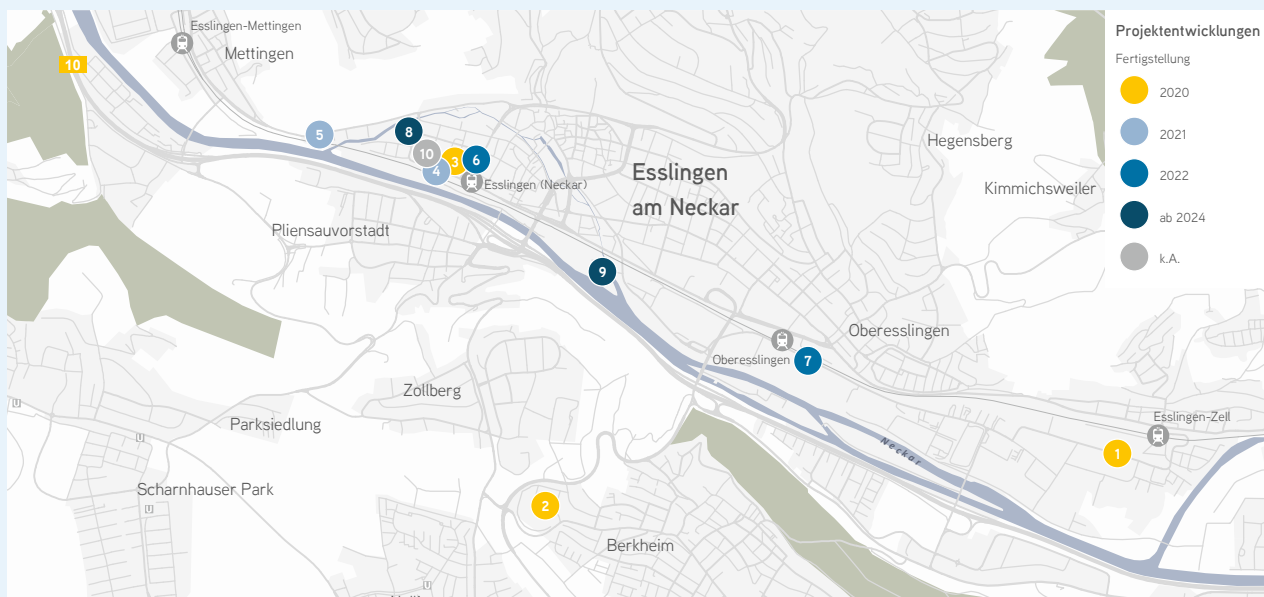 Esslingen-Mettingen
Mettingen
10
5
8
10
3
6
4
Esslingen (Neckar)
Esslingen
am Neckar
Hegensberg
Kimmichsweiler
Pliensauvorstadt
9
Oberesslingen
Oberesslingen
7
Zollberg
Parksiedlung
Scharnhauser Park
Neckar
Esslingen-Zell
1
2
Berkheim
U
U
U
U
Projektentwicklungen
Fertigstellung
2020
2021
2022
ab 2024
k.A.